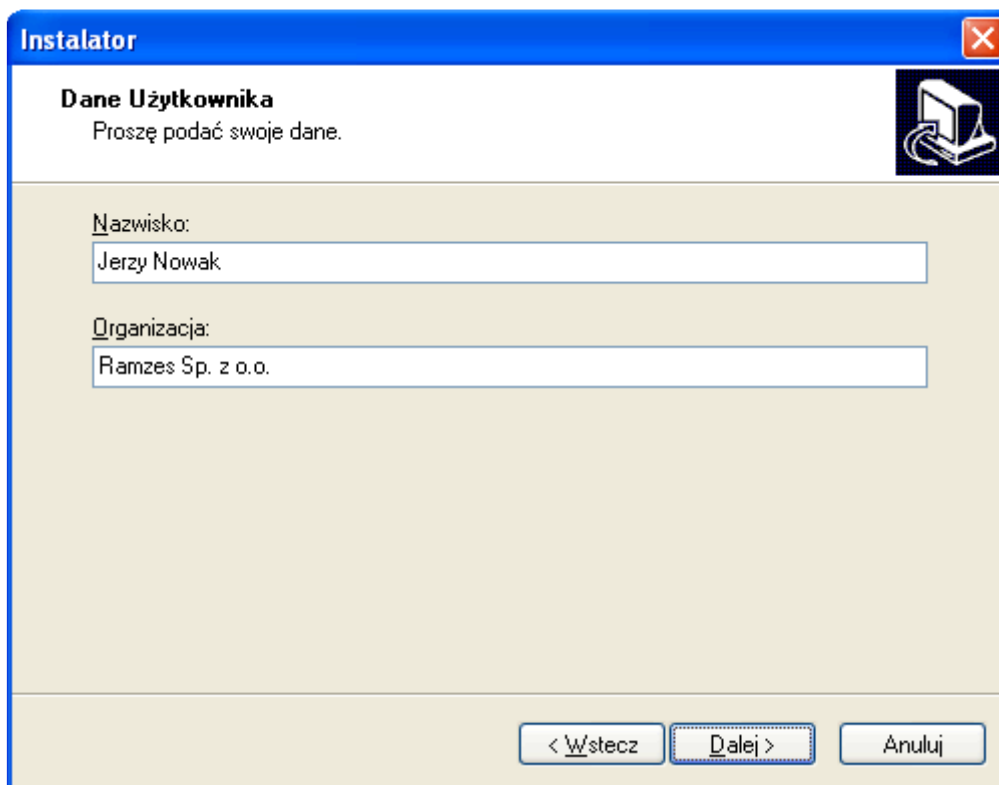 Instalator
Dane Użytkownika
Proszę podać swoje dane.
Nazwisko:
Jerzy Nowak
Organizacja:
Ramzes Sp. z o.o.
< Wstecz
Dalej >
Anuluj